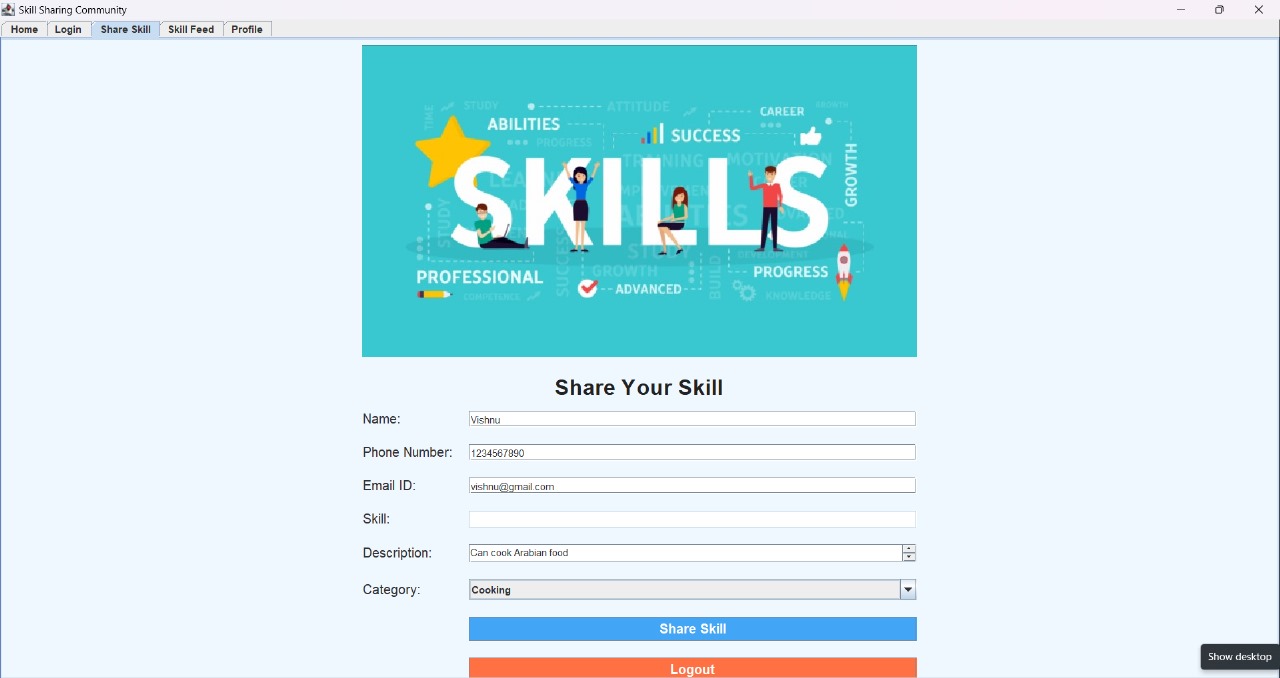 Skill Sharing Community
Home Login Share Skill Skill Feed Profile
TIME STUDY ATTITUDE CAREER GROWTH
ABILITIES SUCCESS
PROGRESS
TRAINING MOTIVATION
SKILLS
GROWTH
STUDY
STUDY
SUCCESS
DEVELOPMENT
GROWTH
BUILD
PROFESSIONAL PROGRESS
COMPETENCE ADVANCED KNOWLEDGE
Share Your Skill
Name: Vishnu
Phone Number: 1234567890
Email ID: vishnu@gmail.com
Skill:
Description: Can cook Arabian food
Category: Cooking
Share Skill
Logout
Show desktop